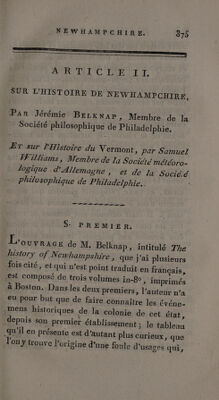 NEWHAMPCHIRE. 375
ARTICLE II.
SUR L'HISTOIRE DE NEWHAMPCHIRE,
PAR Jérémie BELKNAP, Membre de la
Société philosophique de Philadelphie.
ET sur l'Histoire du Vermont, par Samuel
Williams, Membre de la Société météoro-
logique d'Allemagne, et de la Société
philosophique de Philadelphie.
S. PREMIER.
L'OUVRAGE de M. Belknap, intitulé The
history of Newhampshire, que j'ai plusieurs
fois cité, et qui n'est point traduit en français,
est composé de trois volumes in-8°, imprimés
à Boston. Dans les deux premiers, l'auteur n'a
eu pour but que de faire connaître les événe-
mens historiques de la colonie de cet état,
depuis son premier établissement; le tableau
qu'il en présente est d'autant plus curieux, que
l'on y trouve l'origine d'une foule d'usages qui,